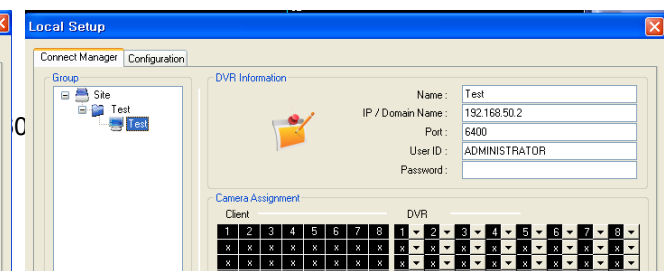 Local Setup
Connect Manager
Configuration
Group
Site
Test
Test
DVR Information
Name :
Test
IP / Domain Name :
192.168.50.2
Port :
6400
User ID :
ADMINISTRATOR
Password :
Camera Assignment
Client
DVR
1 2 3 4 5 6 7 8 1 2 3 4 5 6 7 8
x x x x x x x x x x x x x x x x
x x x x x x x x x x x x x x x x